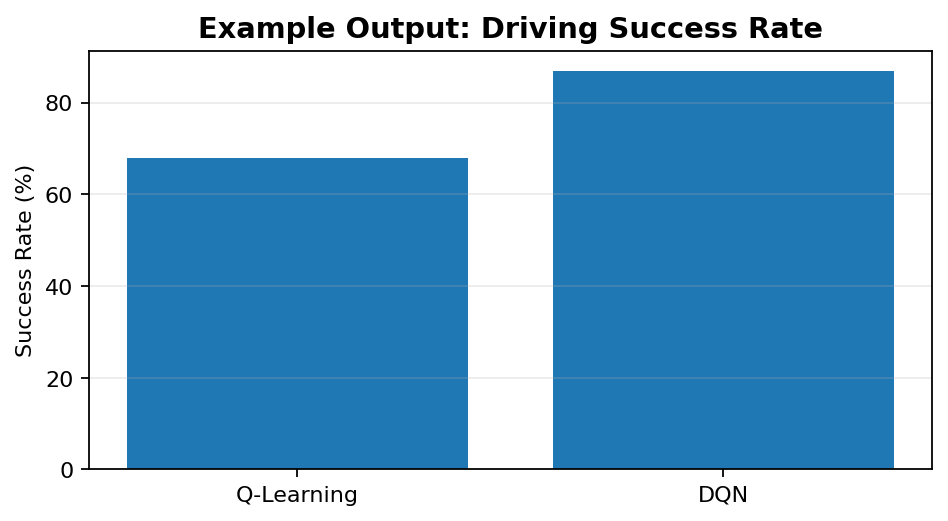 Example Output: Driving Success Rate
Success Rate (%)
80
60
40
20
0
Q-Learning
DQN